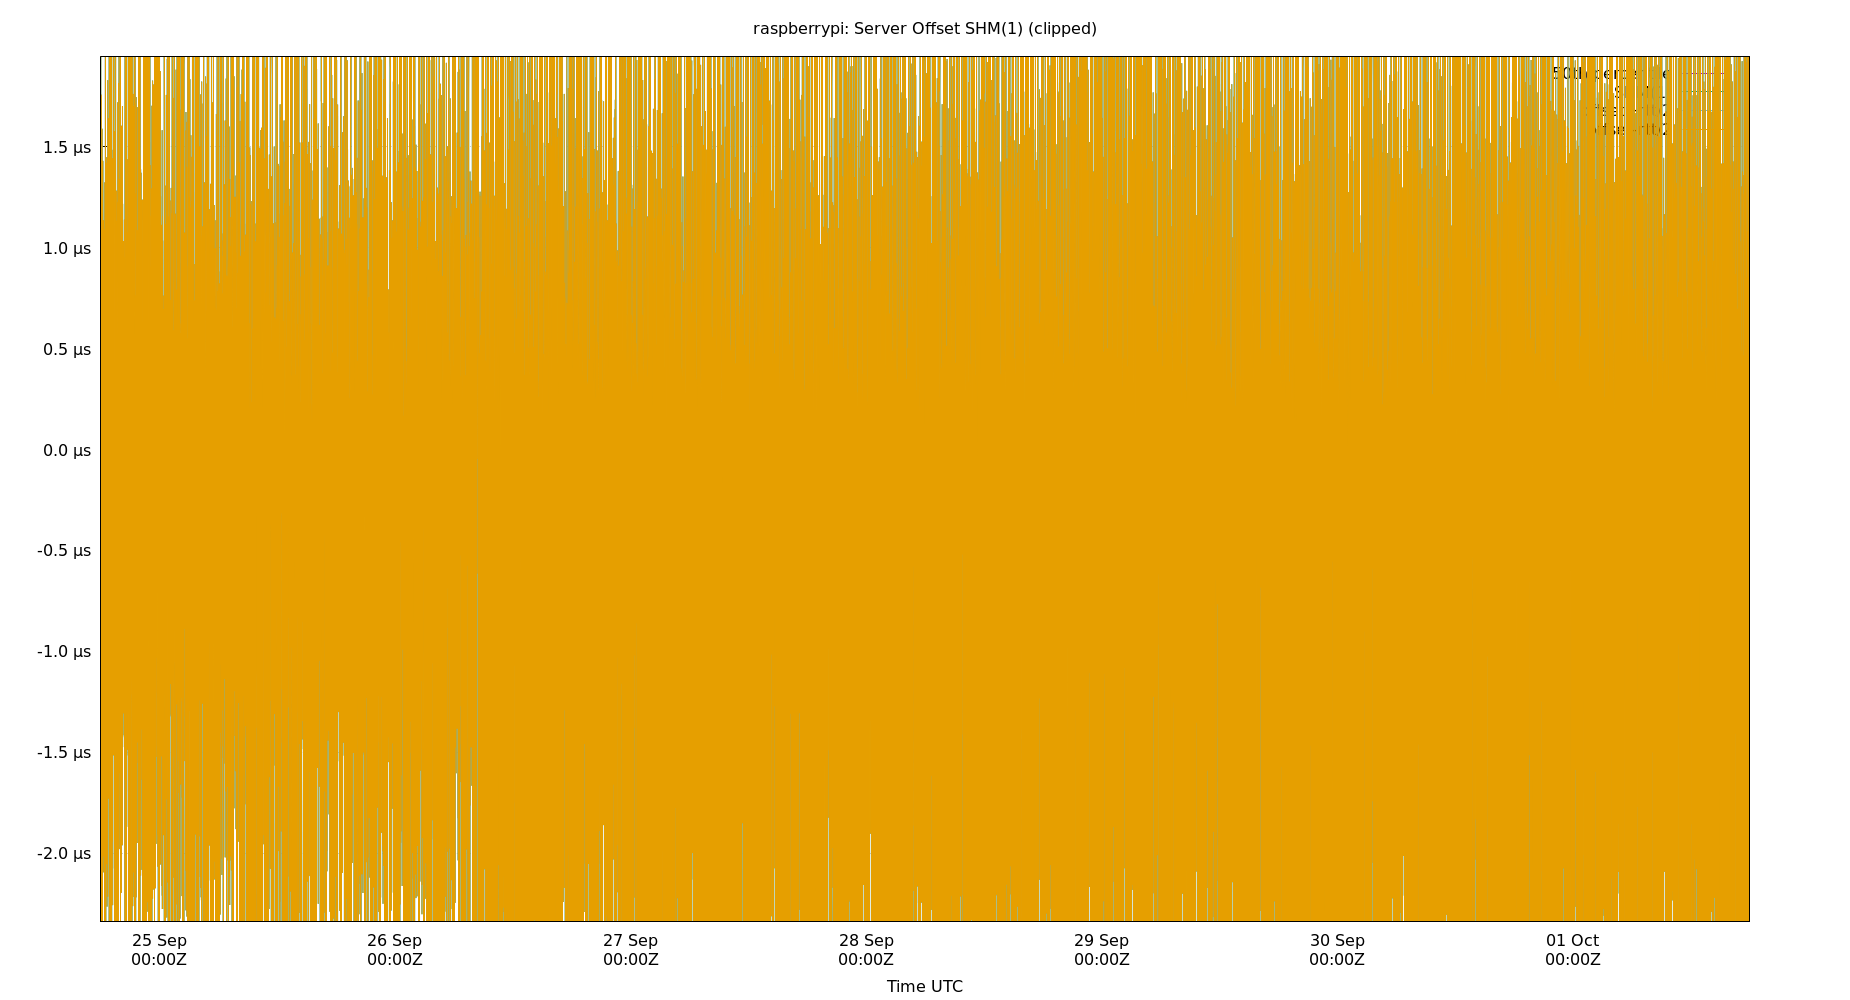 raspberrypi: Server Offset SHM(1) (clipped)
50th percentile
1.5 µs
1.0 µs
0.5 µs
0.0 µs
-0.5 µs
-1.0 µs
-1.5 µs
-2.0 µs
25 Sep
00:00Z
26 Sep
00:00Z
27 Sep
00:00Z
28 Sep
00:00Z
29 Sep
00:00Z
30 Sep
00:00Z
01 Oct
00:00Z
Time UTC